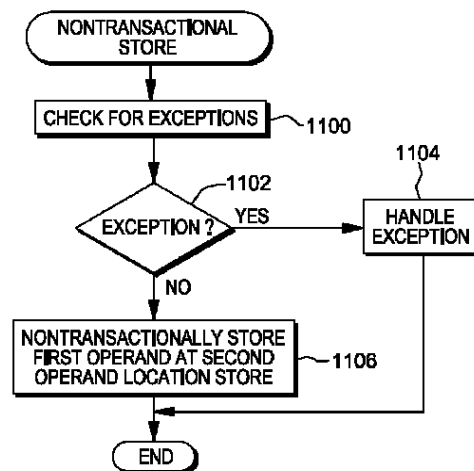 NONTRANSACTIONAL
STORE
CHECK FOR EXCEPTIONS
1100
1102
1104
EXCEPTION ?
YES
HANDLE
EXCEPTION
NO
NONTRANSACTIONALLY STORE
FIRST OPERAND AT SECOND
OPERAND LOCATION STORE
1106
END